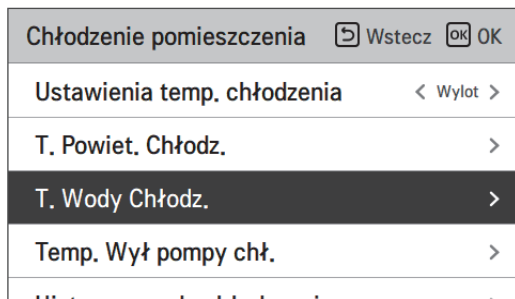 Chłodzenie pomieszczenia Wstecz OK OK
Ustawienia temp. chłodzenia < Wylot >
T. Powiet. Chłodz. >
T. Wody Chłodz. >
Temp. Wył pompy chł. >